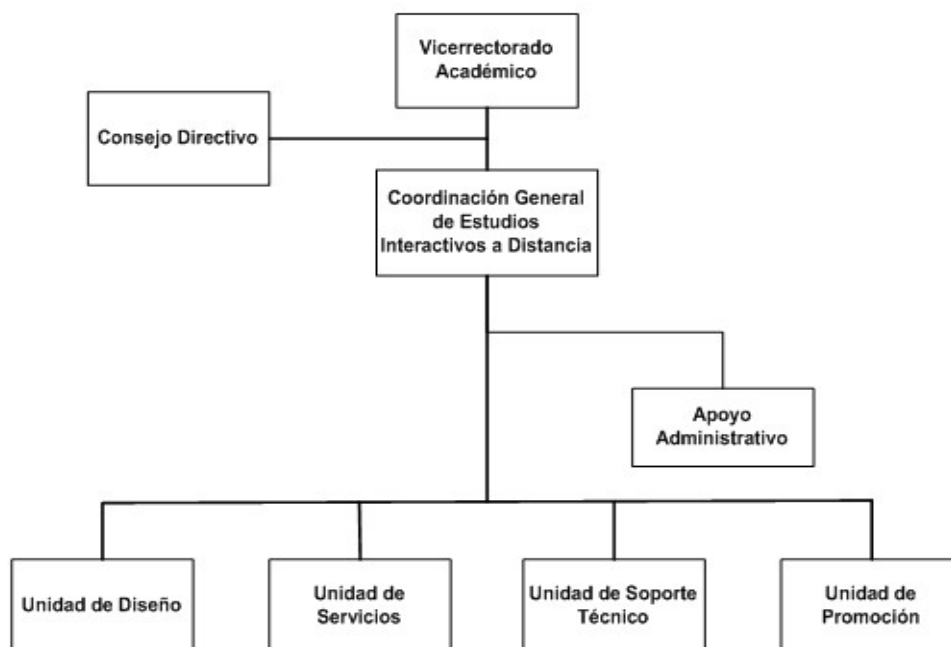 Vicerrectorado
Académico
Consejo Directivo
Coordinación General
de Estudios
Interactivos a Distancia
Apoyo
Administrativo
Unidad de Diseño
Unidad de
Servicios
Unidad de Soporte
Técnico
Unidad de
Promoción